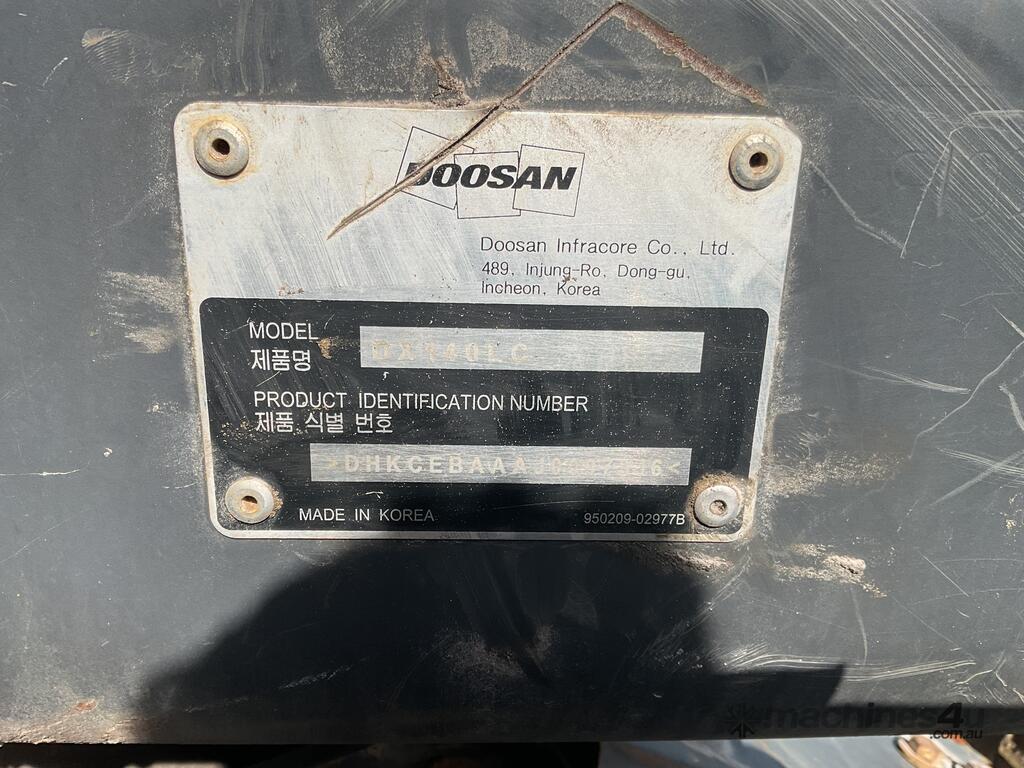 DOOSAN
Doosan Infracore Co., Ltd.
489, Injung-Ro, Dong-gu,
Incheon, Korea
MODEL
제품명
PRODUCT IDENTIFICATION NUMBER
제품 식별 번호
MADE IN KOREA
950209-02977B
machines4u
.com.au